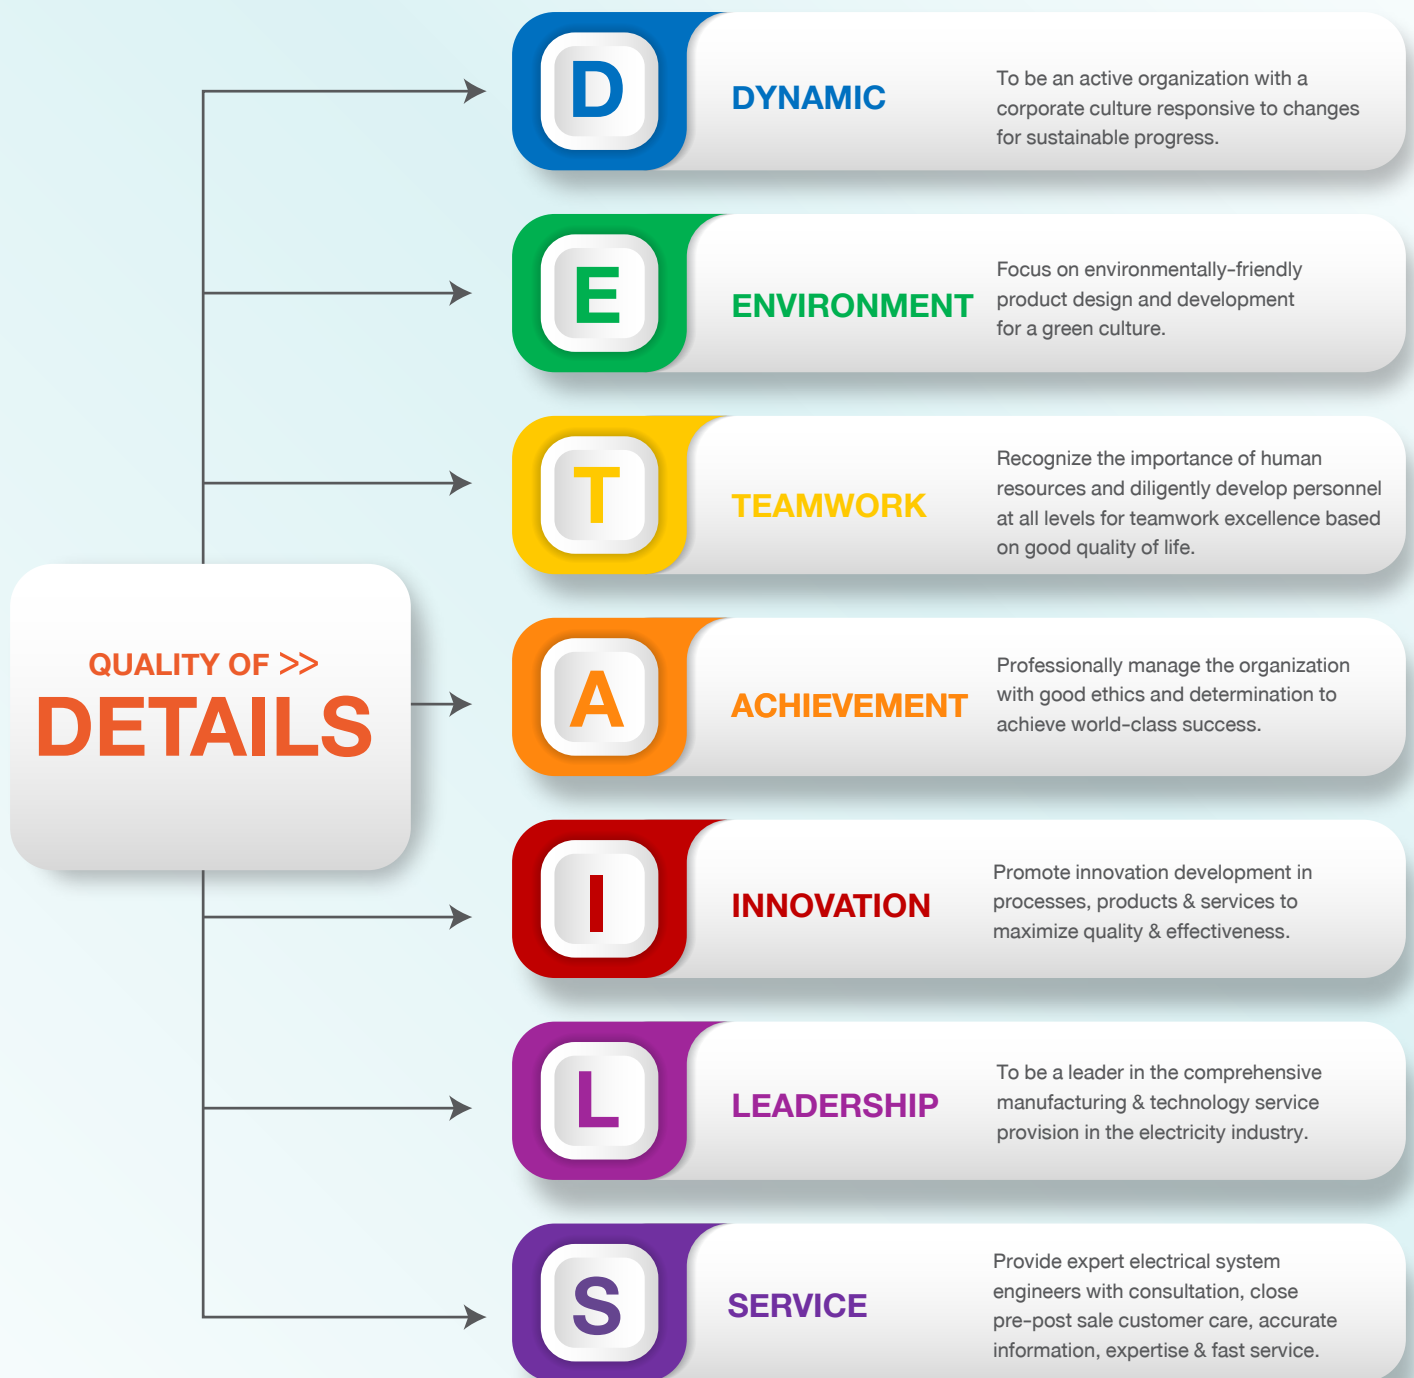 QUALITY OF >>
DETAILS
D
DYNAMIC
To be an active organization with a
corporate culture responsive to changes
for sustainable progress.
E
ENVIRONMENT
Focus on environmentally-friendly
product design and development
for a green culture.
T
TEAMWORK
Recognize the importance of human
resources and diligently develop personnel
at all levels for teamwork excellence based
on good quality of life.
A
ACHIEVEMENT
Professionally manage the organization
with good ethics and determination to
achieve world-class success.
I
INNOVATION
Promote innovation development in
processes, products & services to
maximize quality & effectiveness.
L
LEADERSHIP
To be a leader in the comprehensive
manufacturing & technology service
provision in the electricity industry.
S
SERVICE
Provide expert electrical system
engineers with consultation, close
pre-post sale customer care, accurate
information, expertise & fast service.